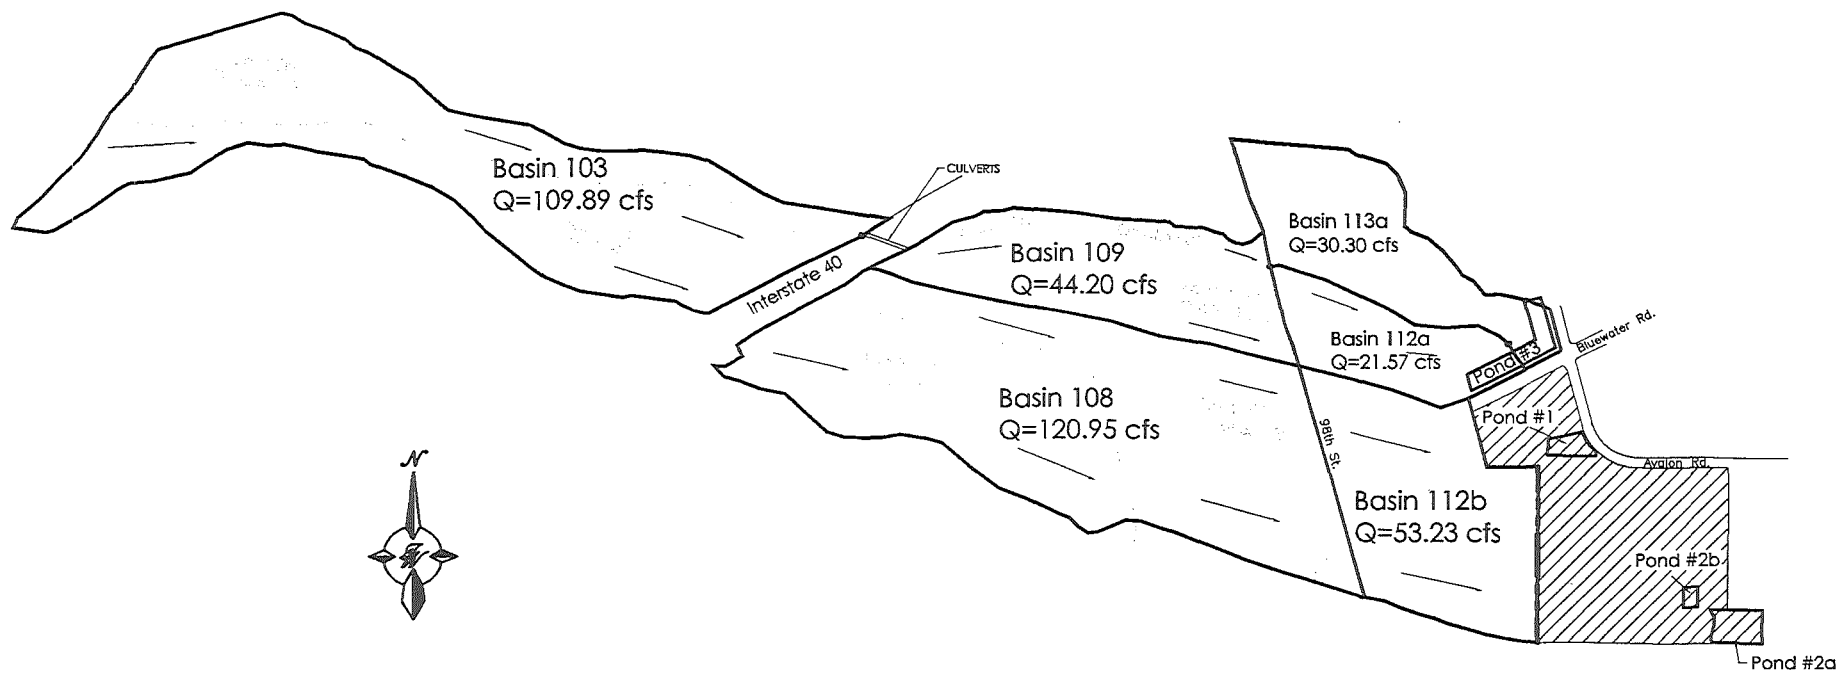 Basin 103
Q=109.89 cfs
CULVERTS
Interstate 40
Basin 109
Q=44.20 cfs
Basin 113a
Q=30.30 cfs
Basin 112a
Q=21.57 cfs
Pond #3
Bluewater Rd.
Basin 108
Q=120.95 cfs
98th St.
Pond #1
Avalon Rd.
Basin 112b
Q=53.23 cfs
Pond #2b
Pond #2a
N